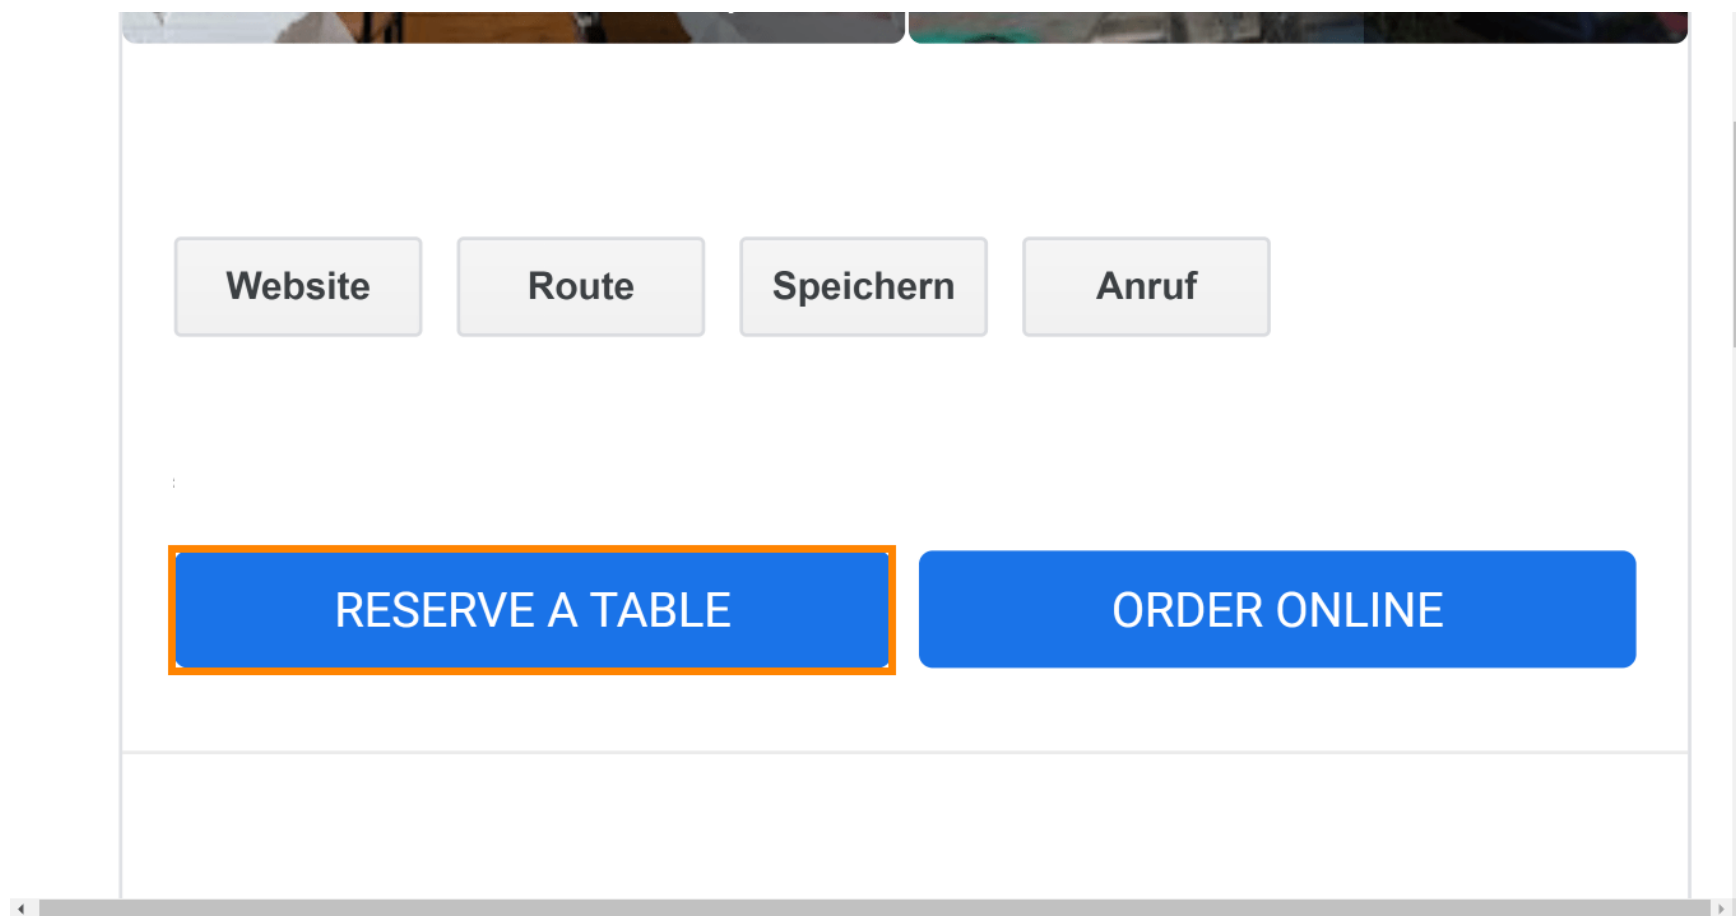 Website
Route
Speichern
Anruf
RESERVE A TABLE
ORDER ONLINE